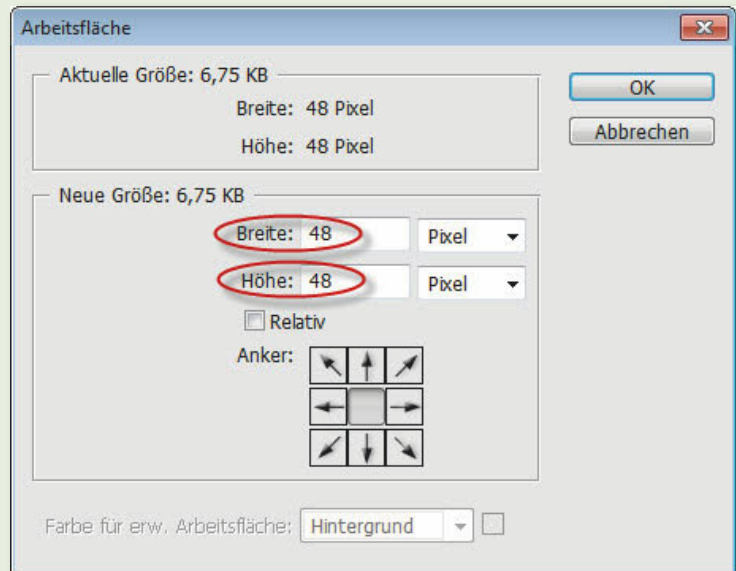 Arbeitsfläche
Aktuelle Größe: 6,75 KB
Breite: 48 Pixel
Höhe: 48 Pixel
OK
Abbrechen
Neue Größe: 6,75 KB
Breite: 48 Pixel
Höhe: 48 Pixel
Relativ
Anker:
Farbe für erw. Arbeitsfläche: Hintergrund